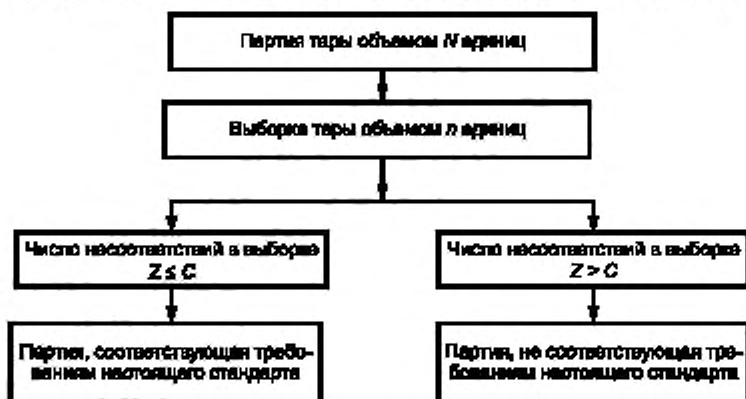 Партия тары объемом N единиц
Выборка тары объемом n единиц
Число несоответствий в выборке
Z ≤ C
Число несоответствий в выборке
Z > C
Партия, соответствующая требо-
ваниям настоящего стандарта
Партия, не соответствующая тре-
бованиям настоящего стандарта